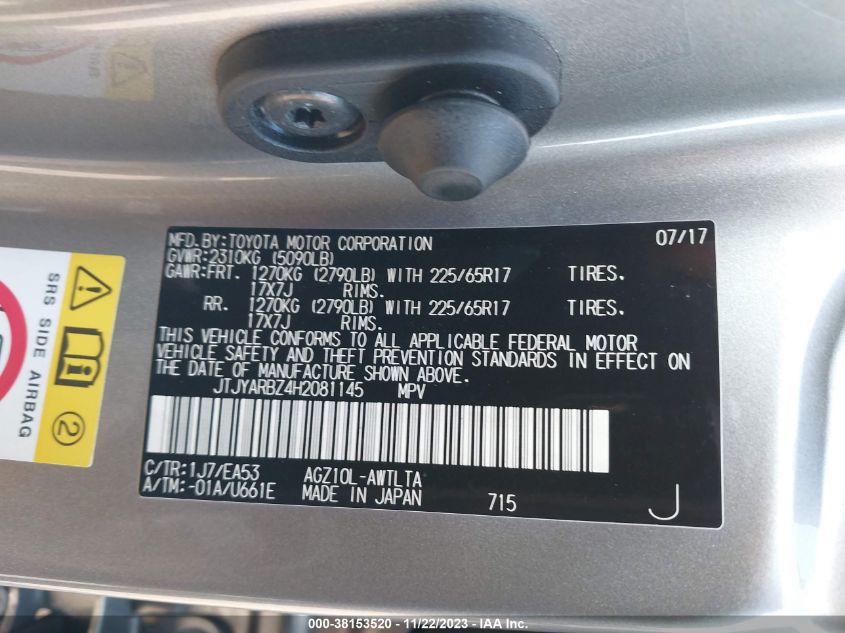 MFD.BY:TOYOTA MOTOR CORPORATION 07/17
GVWR:2310KG (5090LB)
GAWR:FRT. 1270KG (2790LB) WITH 225/65R17 TIRES.
17X7J RIMS.
RR. 1270KG (2790LB) WITH 225/65R17 TIRES.
17X7J RIMS.
THIS VEHICLE CONFORMS TO ALL APPLICABLE FEDERAL MOTOR
VEHICLE SAFETY AND THEFT PREVENTION STANDARDS IN EFFECT ON
THE DATE OF MANUFACTURE SHOWN ABOVE.
JTJYARBZ4H2081145 MPV
C/TR:1J7/EA53 AGZ10L-AWTLTA
A/TM:-01A/U661E MADE IN JAPAN 715 J
SRS SIDE AIRBAG
2
000-38153520 - 11/22/2023 - IAA Inc.